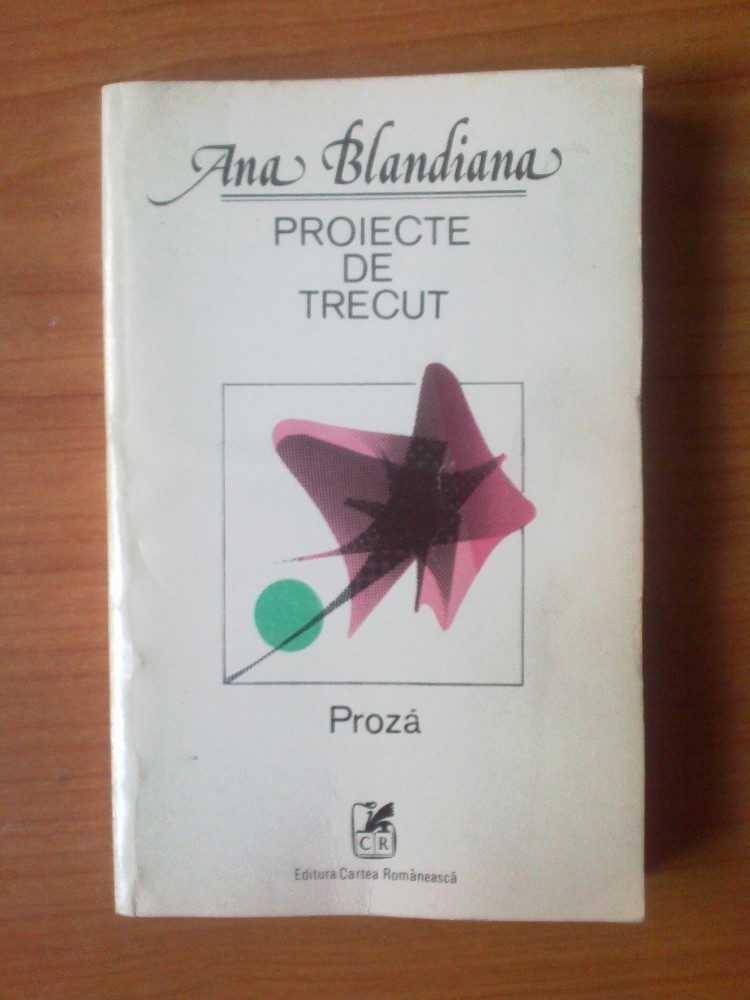 Ana Blandiana
PROIECTE
DE
TRECUT
Proză
CR
Editura Cartea Românească